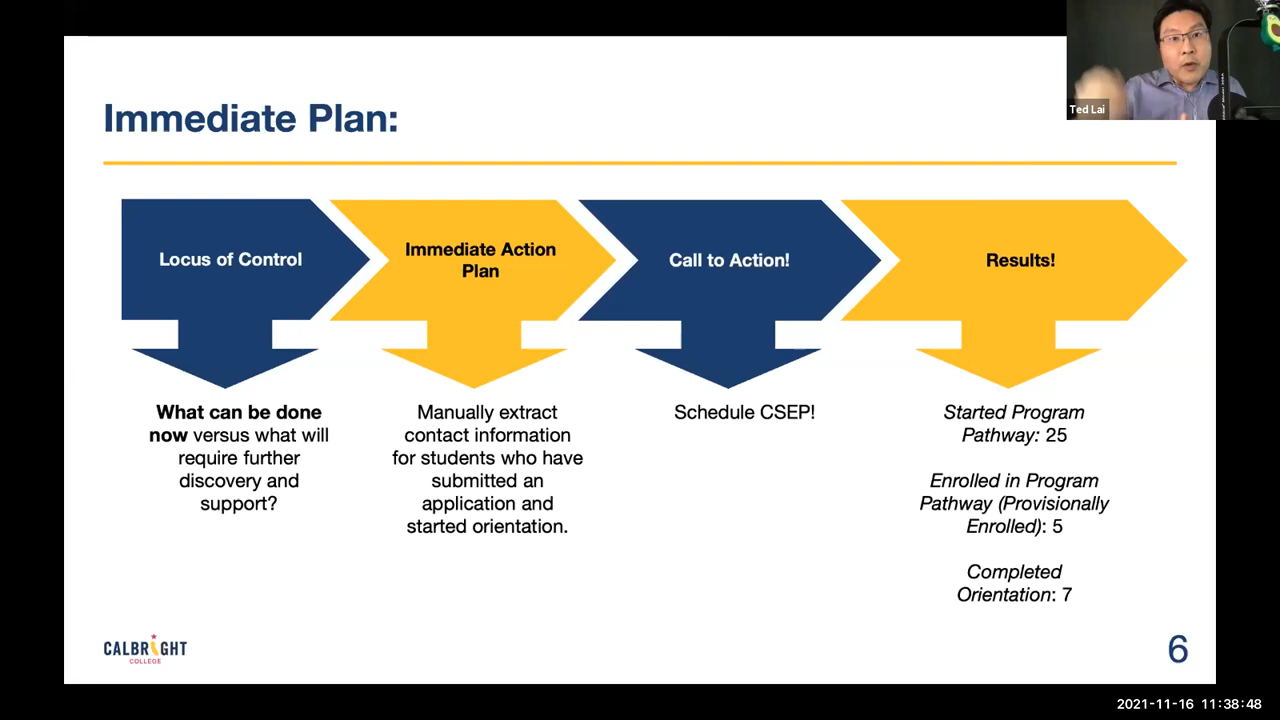 Ted Lai
Immediate Plan:
Locus of Control
Immediate Action
Plan
Call to Action!
Results!
What can be done
now versus what will
require further
discovery and
support?
Manually extract
contact information
for students who have
submitted an
application and
started orientation.
Schedule CSEP!
Started Program
Pathway: 25
Enrolled in Program
Pathway (Provisionally
Enrolled): 5
Completed
Orientation: 7
CALBRIGHT
COLLEGE
6
2021-11-16 11:38:48